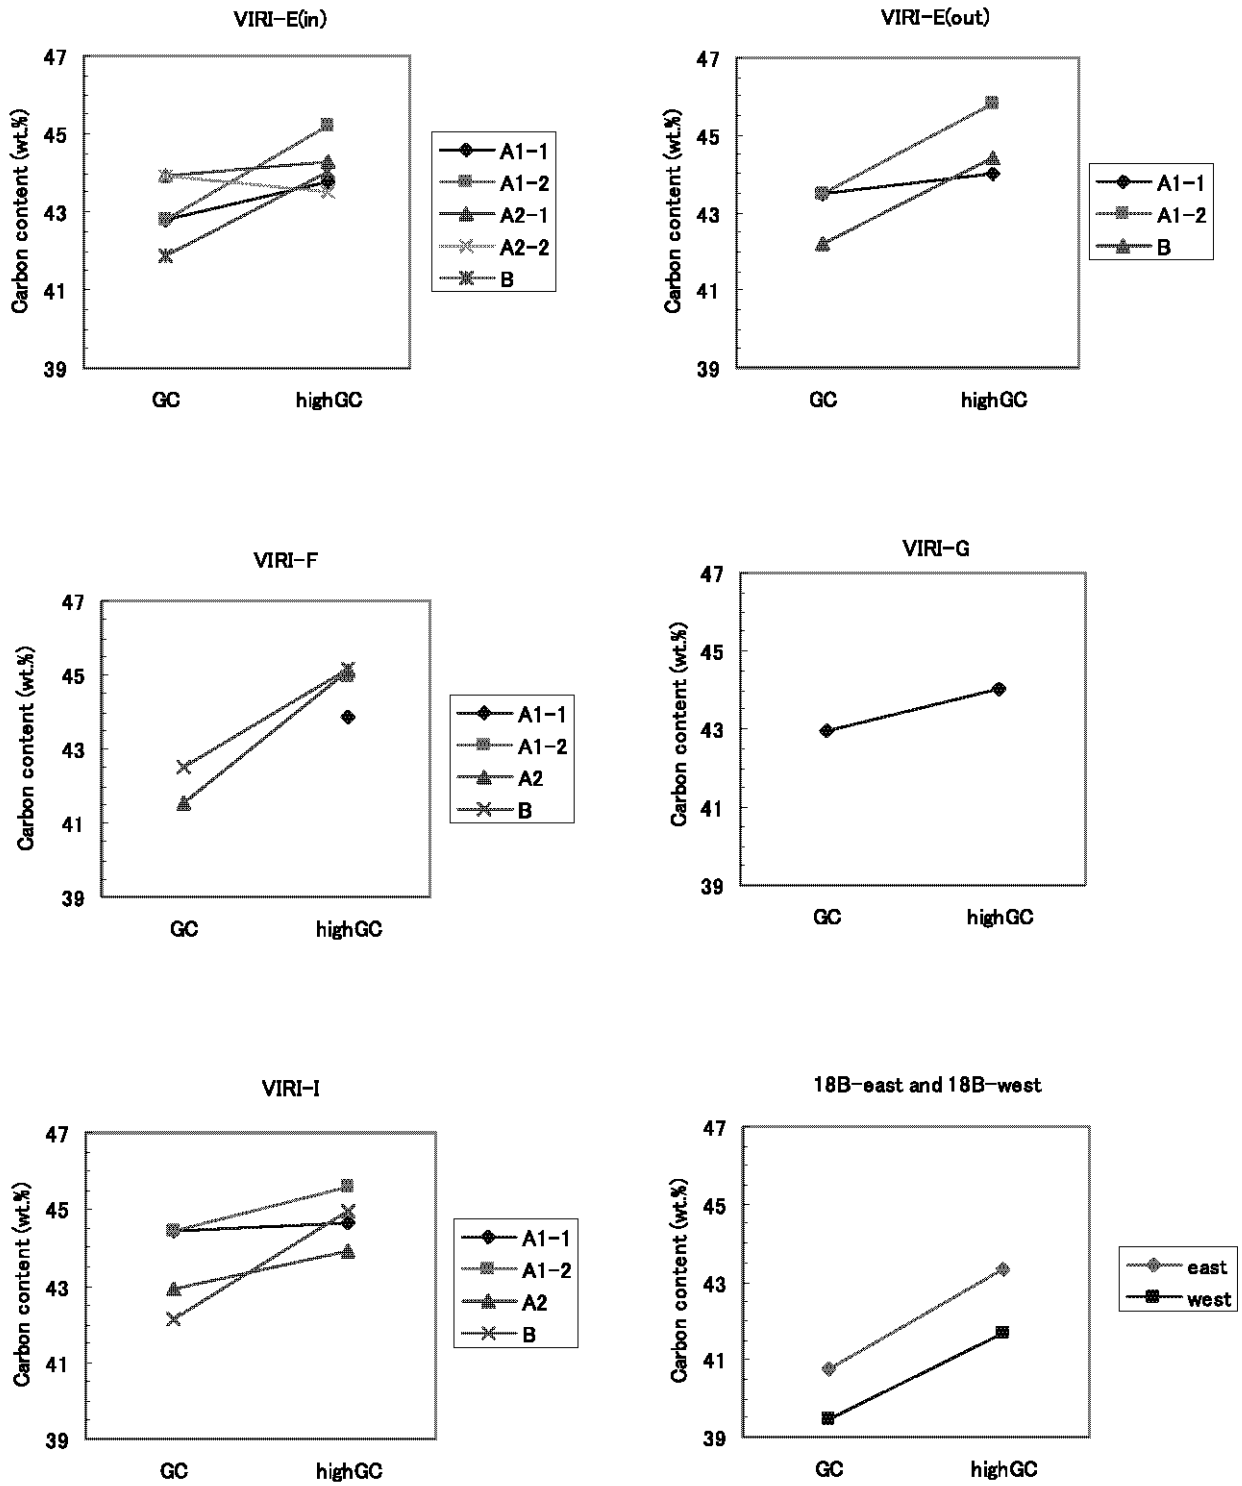 VIRI-E(in)
47
45
43
41
39
Carbon content (wt.%)
GC highGC
A1-1
A1-2
A2-1
A2-2
B
VIRI-E(out)
47
45
43
41
39
Carbon content (wt.%)
GC highGC
A1-1
A1-2
B
VIRI-F
47
45
43
41
39
Carbon content (wt.%)
GC highGC
A1-1
A1-2
A2
B
VIRI-G
47
45
43
41
39
Carbon content (wt.%)
GC highGC
VIRI-I
47
45
43
41
39
Carbon content (wt.%)
GC highGC
A1-1
A1-2
A2
B
18B-east and 18B-west
47
45
43
41
39
Carbon content (wt.%)
GC highGC
east
west